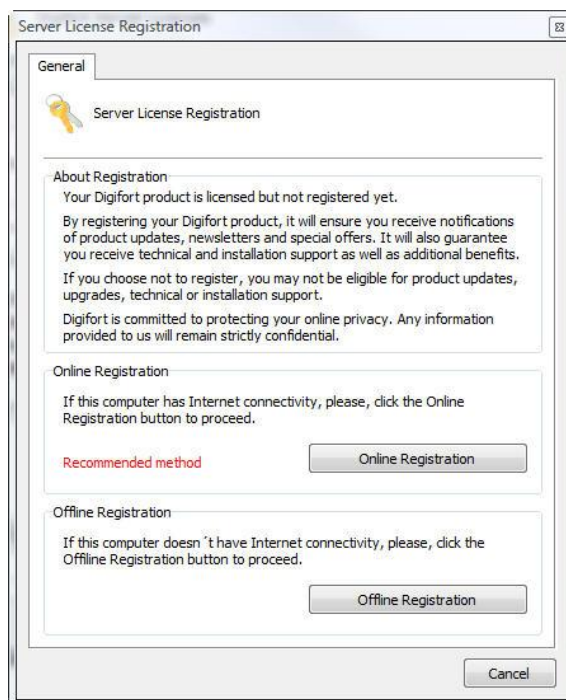 Server License Registration
General
Server License Registration
About Registration
Your Digifort product is licensed but not registered yet.
By registering your Digifort product, it will ensure you receive notifications
of product updates, newsletters and special offers. It will also guarantee
you receive technical and installation support as well as additional benefits.
If you choose not to register, you may not be eligible for product updates,
upgrades, technical or installation support.
Digifort is committed to protecting your online privacy. Any information
provided to us will remain strictly confidential.
Online Registration
If this computer has Internet connectivity, please, click the Online
Registration button to proceed.
Recommended method
Online Registration
Offline Registration
If this computer doesn´t have Internet connectivity, please, click the
Offiline Registration button to proceed.
Offline Registration
Cancel